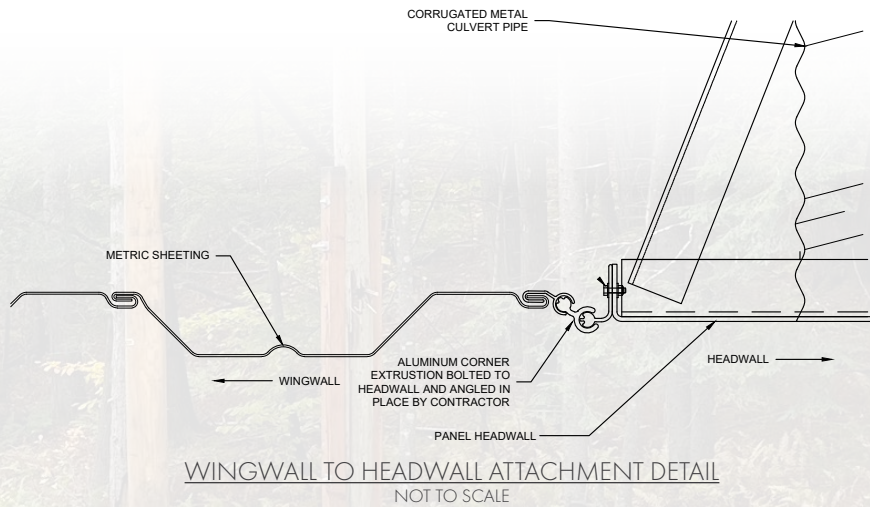 CORRUGATED METAL
CULVERT PIPE
METRIC SHEETING
WINGWALL
ALUMINUM CORNER
EXTRUSTION BOLTED TO
HEADWALL AND ANGLED IN
PLACE BY CONTRACTOR
HEADWALL
PANEL HEADWALL
WINGWALL TO HEADWALL ATTACHMENT DETAIL
NOT TO SCALE